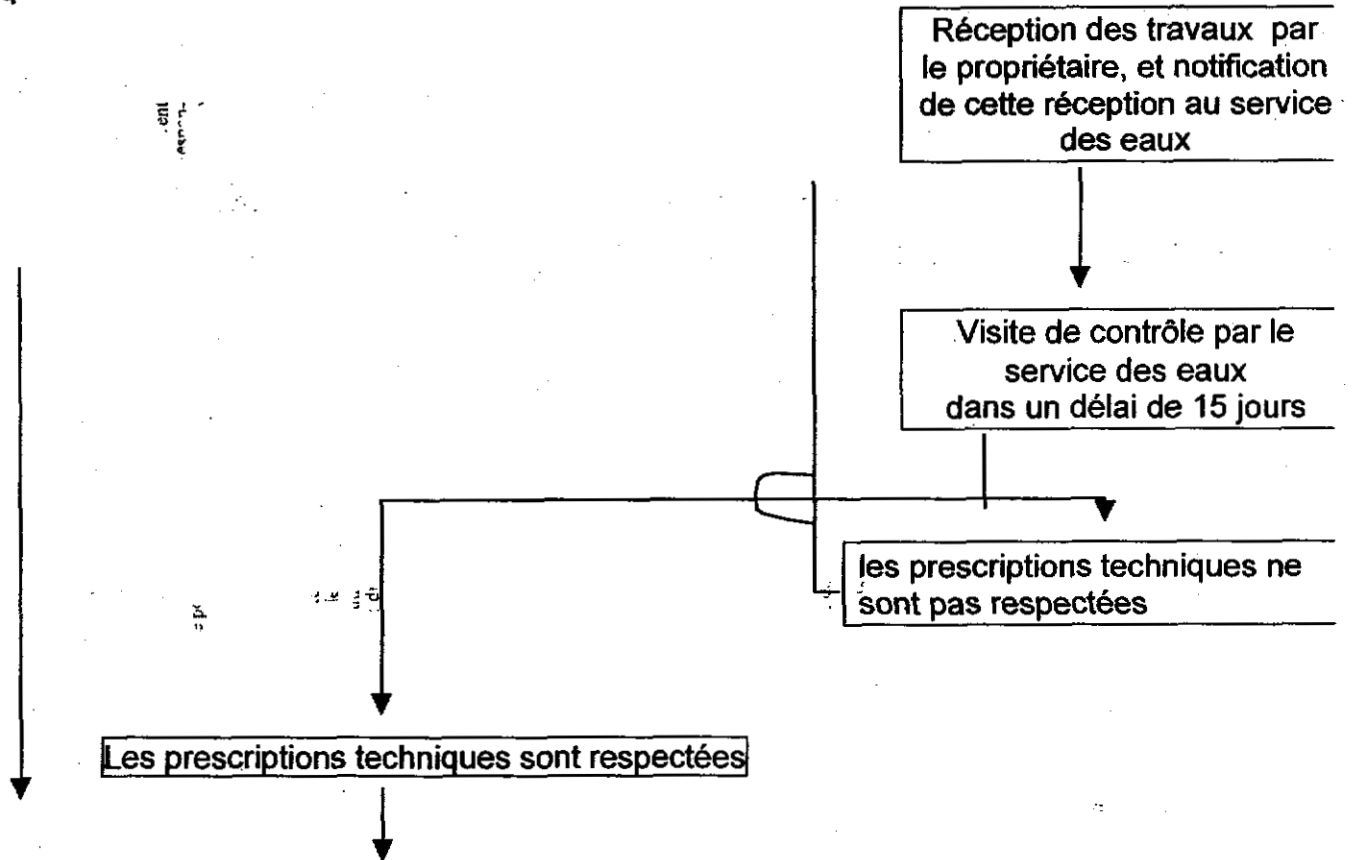 Réception des travaux par
le propriétaire, et notification
de cette réception au service
des eaux
Visite de contrôle par le
service des eaux
dans un délai de 15 jours
les prescriptions techniques ne
sont pas respectées
Les prescriptions techniques sont respectées